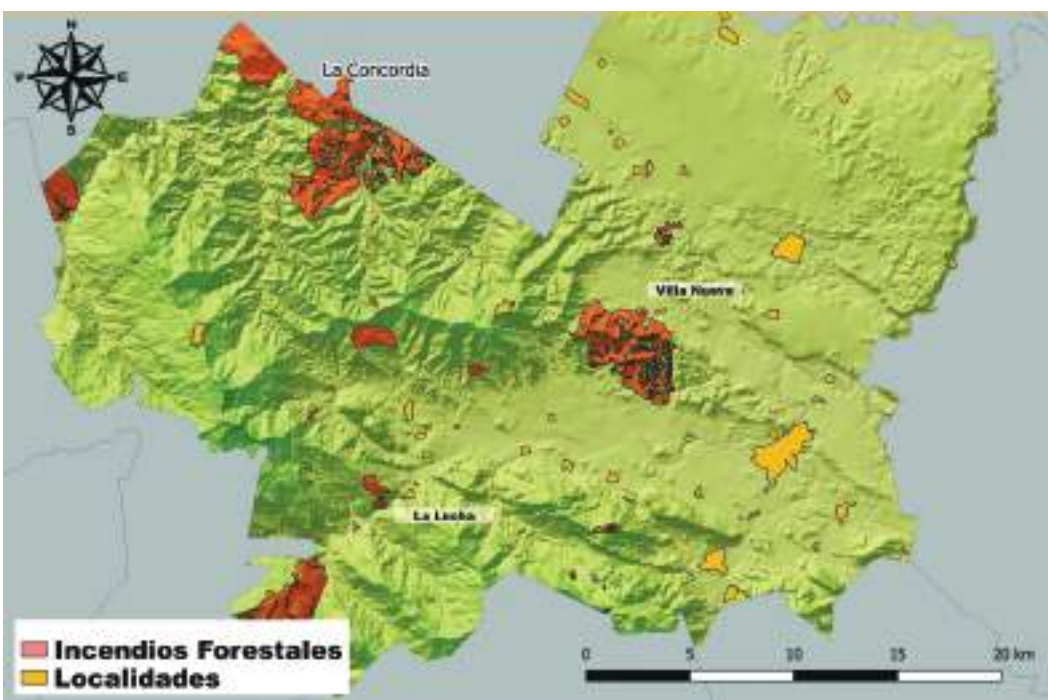 N
V E
S
La Concordia
Villa Nueva
La Lucha
Incendios Forestales
Localidades
0 5 10 15 20 km